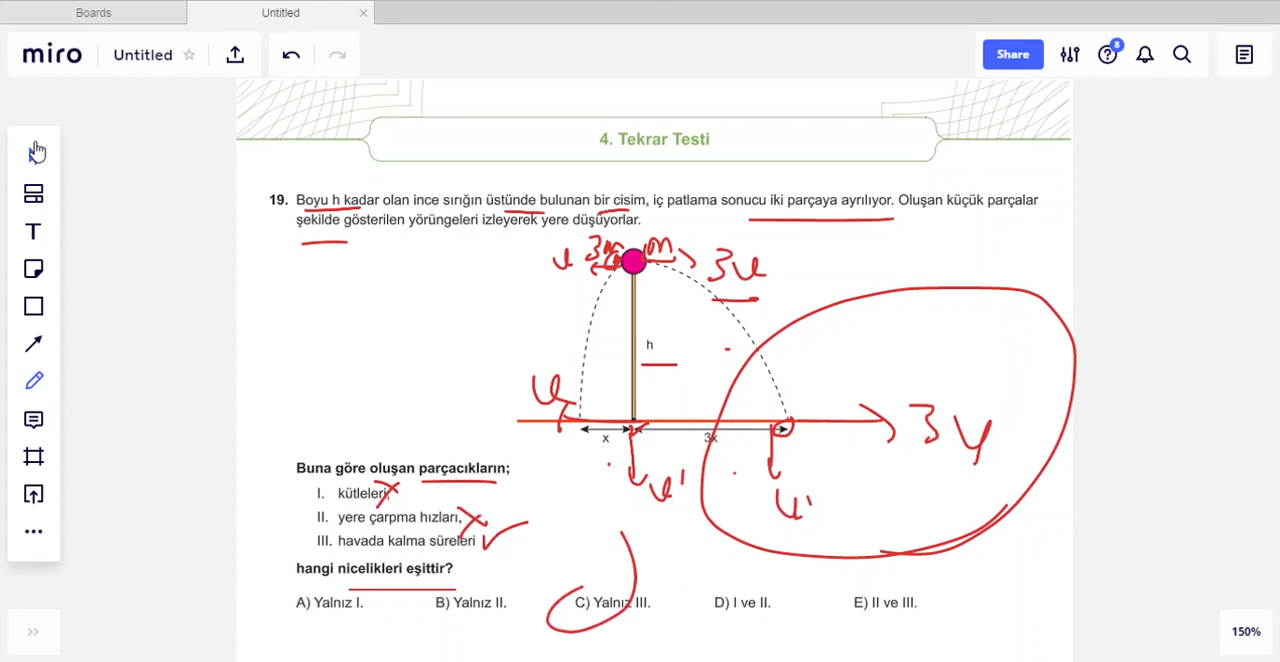 Boards
Untitled
miro
Untitled
Share
8
4. Tekrar Testi
19. Boyu h kadar olan ince sırığın üstünde bulunan bir cisim, iç patlama sonucu iki parçaya ayrılıyor. Oluşan küçük parçalar
şekilde gösterilen yörüngeleri izleyerek yere düşüyorlar.
3m m
3v
h
3v
x
3x
Buna göre oluşan parçacıkların;
I. kütleleri,
II. yere çarpma hızları,
III. havada kalma süreleri
hangi nicelikleri eşittir?
A) Yalnız I.
B) Yalnız II.
C) Yalnız III.
D) I ve II.
E) II ve III.
150%